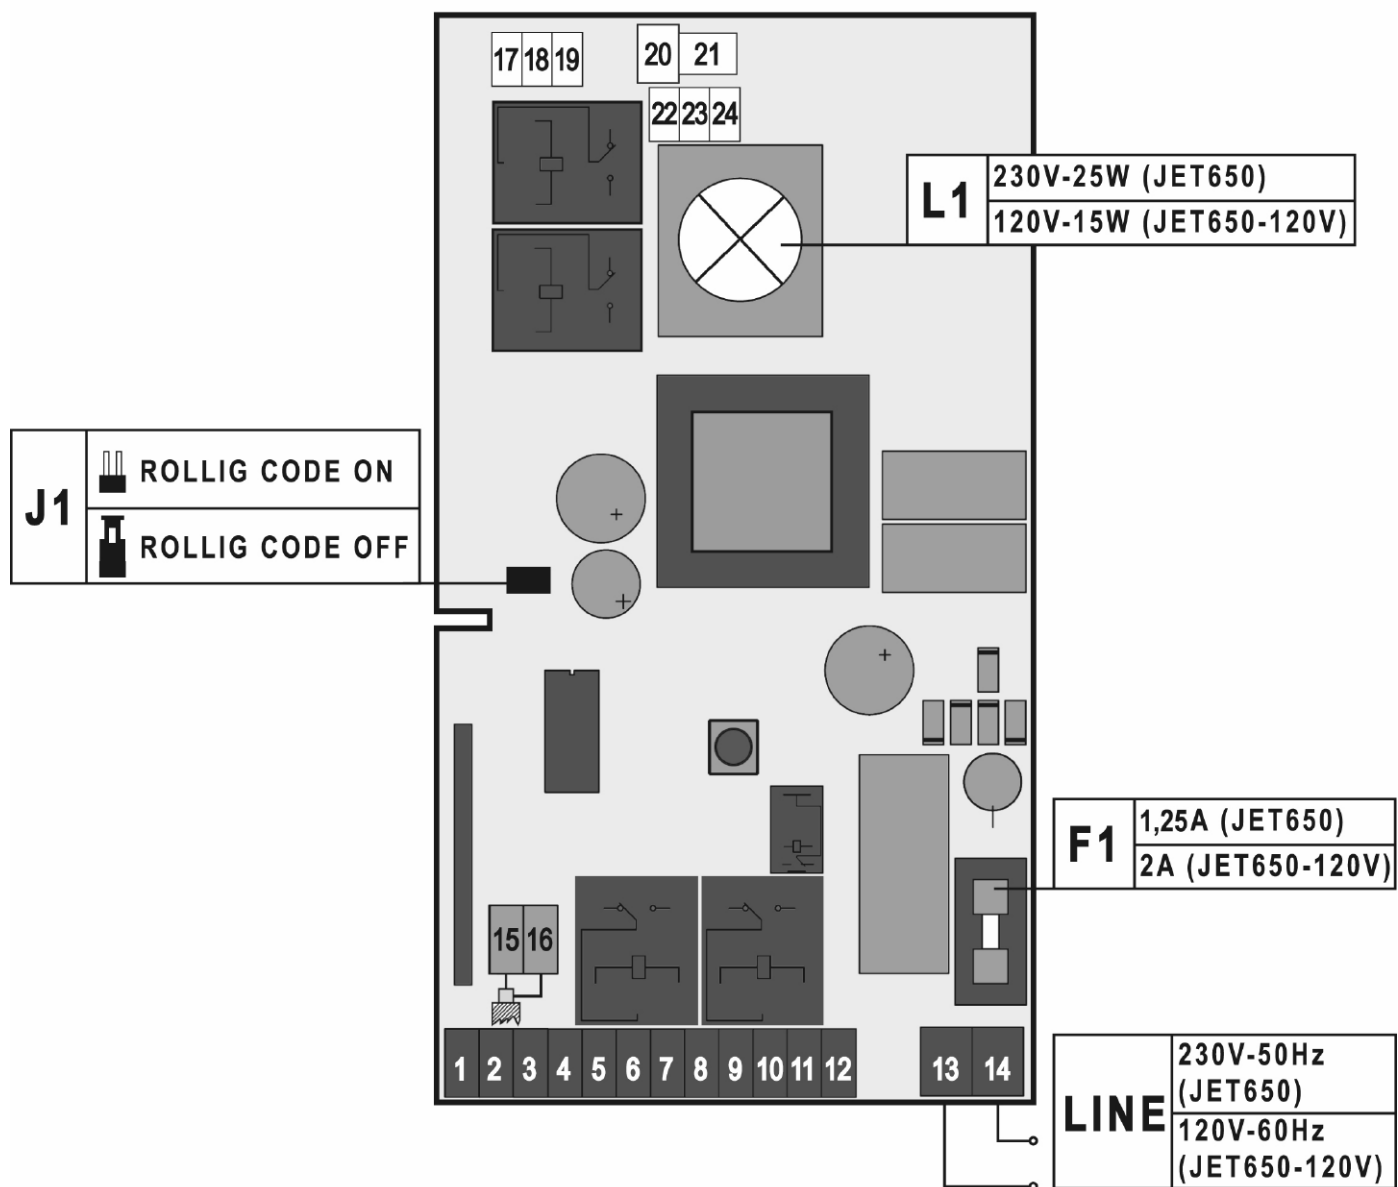 17 18 19
20 21
22 23 24
L1
230V-25W (JET650)
120V-15W (JET650-120V)
J1
ROLLIG CODE ON
ROLLIG CODE OFF
+
+
+
F1
1,25A (JET650)
2A (JET650-120V)
15 16
1 2 3 4 5 6 7 8 9 10 11 12
13 14
LINE
230V-50Hz
(JET650)
120V-60Hz
(JET650-120V)